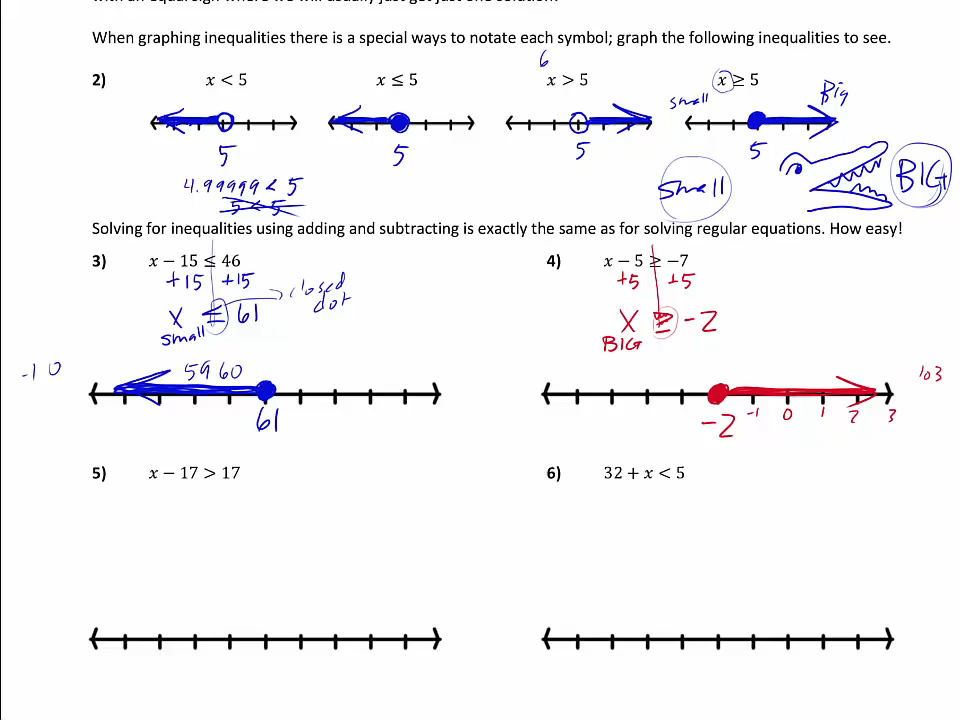 When graphing inequalities there is a special ways to notate each symbol; graph the following inequalities to see.
6
2) x < 5 x ≤ 5 x > 5 x ≥ 5
small Big
5 5 5 5
4.99999 < 5 small BIG
5 < 5
Solving for inequalities using adding and subtracting is exactly the same as for solving regular equations. How easy!
3) x − 15 ≤ 46 4) x − 5 ≥ −7
+15 +15 closed dot +5 +5
x ≤ 61 x ≥ -2
small BIG
-10 59 60 103
61 -2 -1 0 1 2 3
5) x − 17 > 17 6) 32 + x < 5